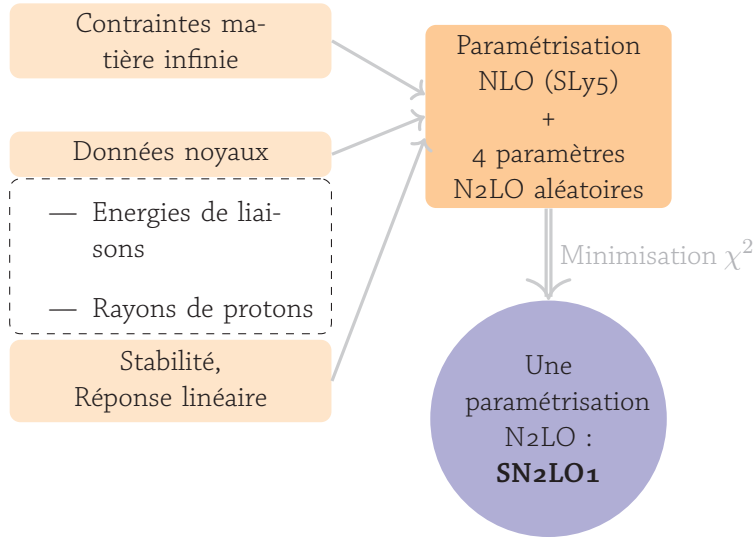 Contraintes ma-
tière infinie
Données noyaux
— Energies de liai-
sons
— Rayons de protons
Stabilité,
Réponse linéaire
Paramétrisation
NLO (SLy5)
+
4 paramètres
N2LO aléatoires
Minimisation χ²
Une
paramétrisation
N2LO :
SN2LO1